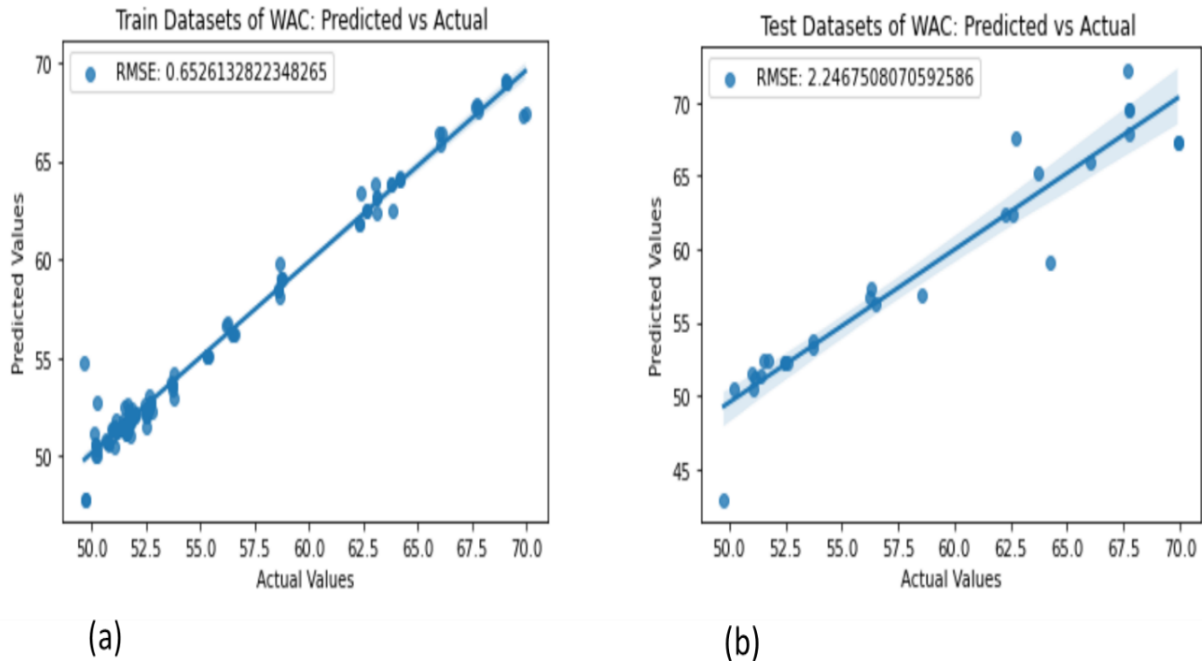 Train Datasets of WAC: Predicted vs Actual
RMSE: 0.6526132822348265
70
65
60
55
50
Predicted Values
50.0 52.5 55.0 57.5 60.0 62.5 65.0 67.5 70.0
Actual Values
(a)
Test Datasets of WAC: Predicted vs Actual
RMSE: 2.2467508070592586
70
65
60
55
50
45
Predicted Values
50.0 52.5 55.0 57.5 60.0 62.5 65.0 67.5 70.0
Actual Values
(b)